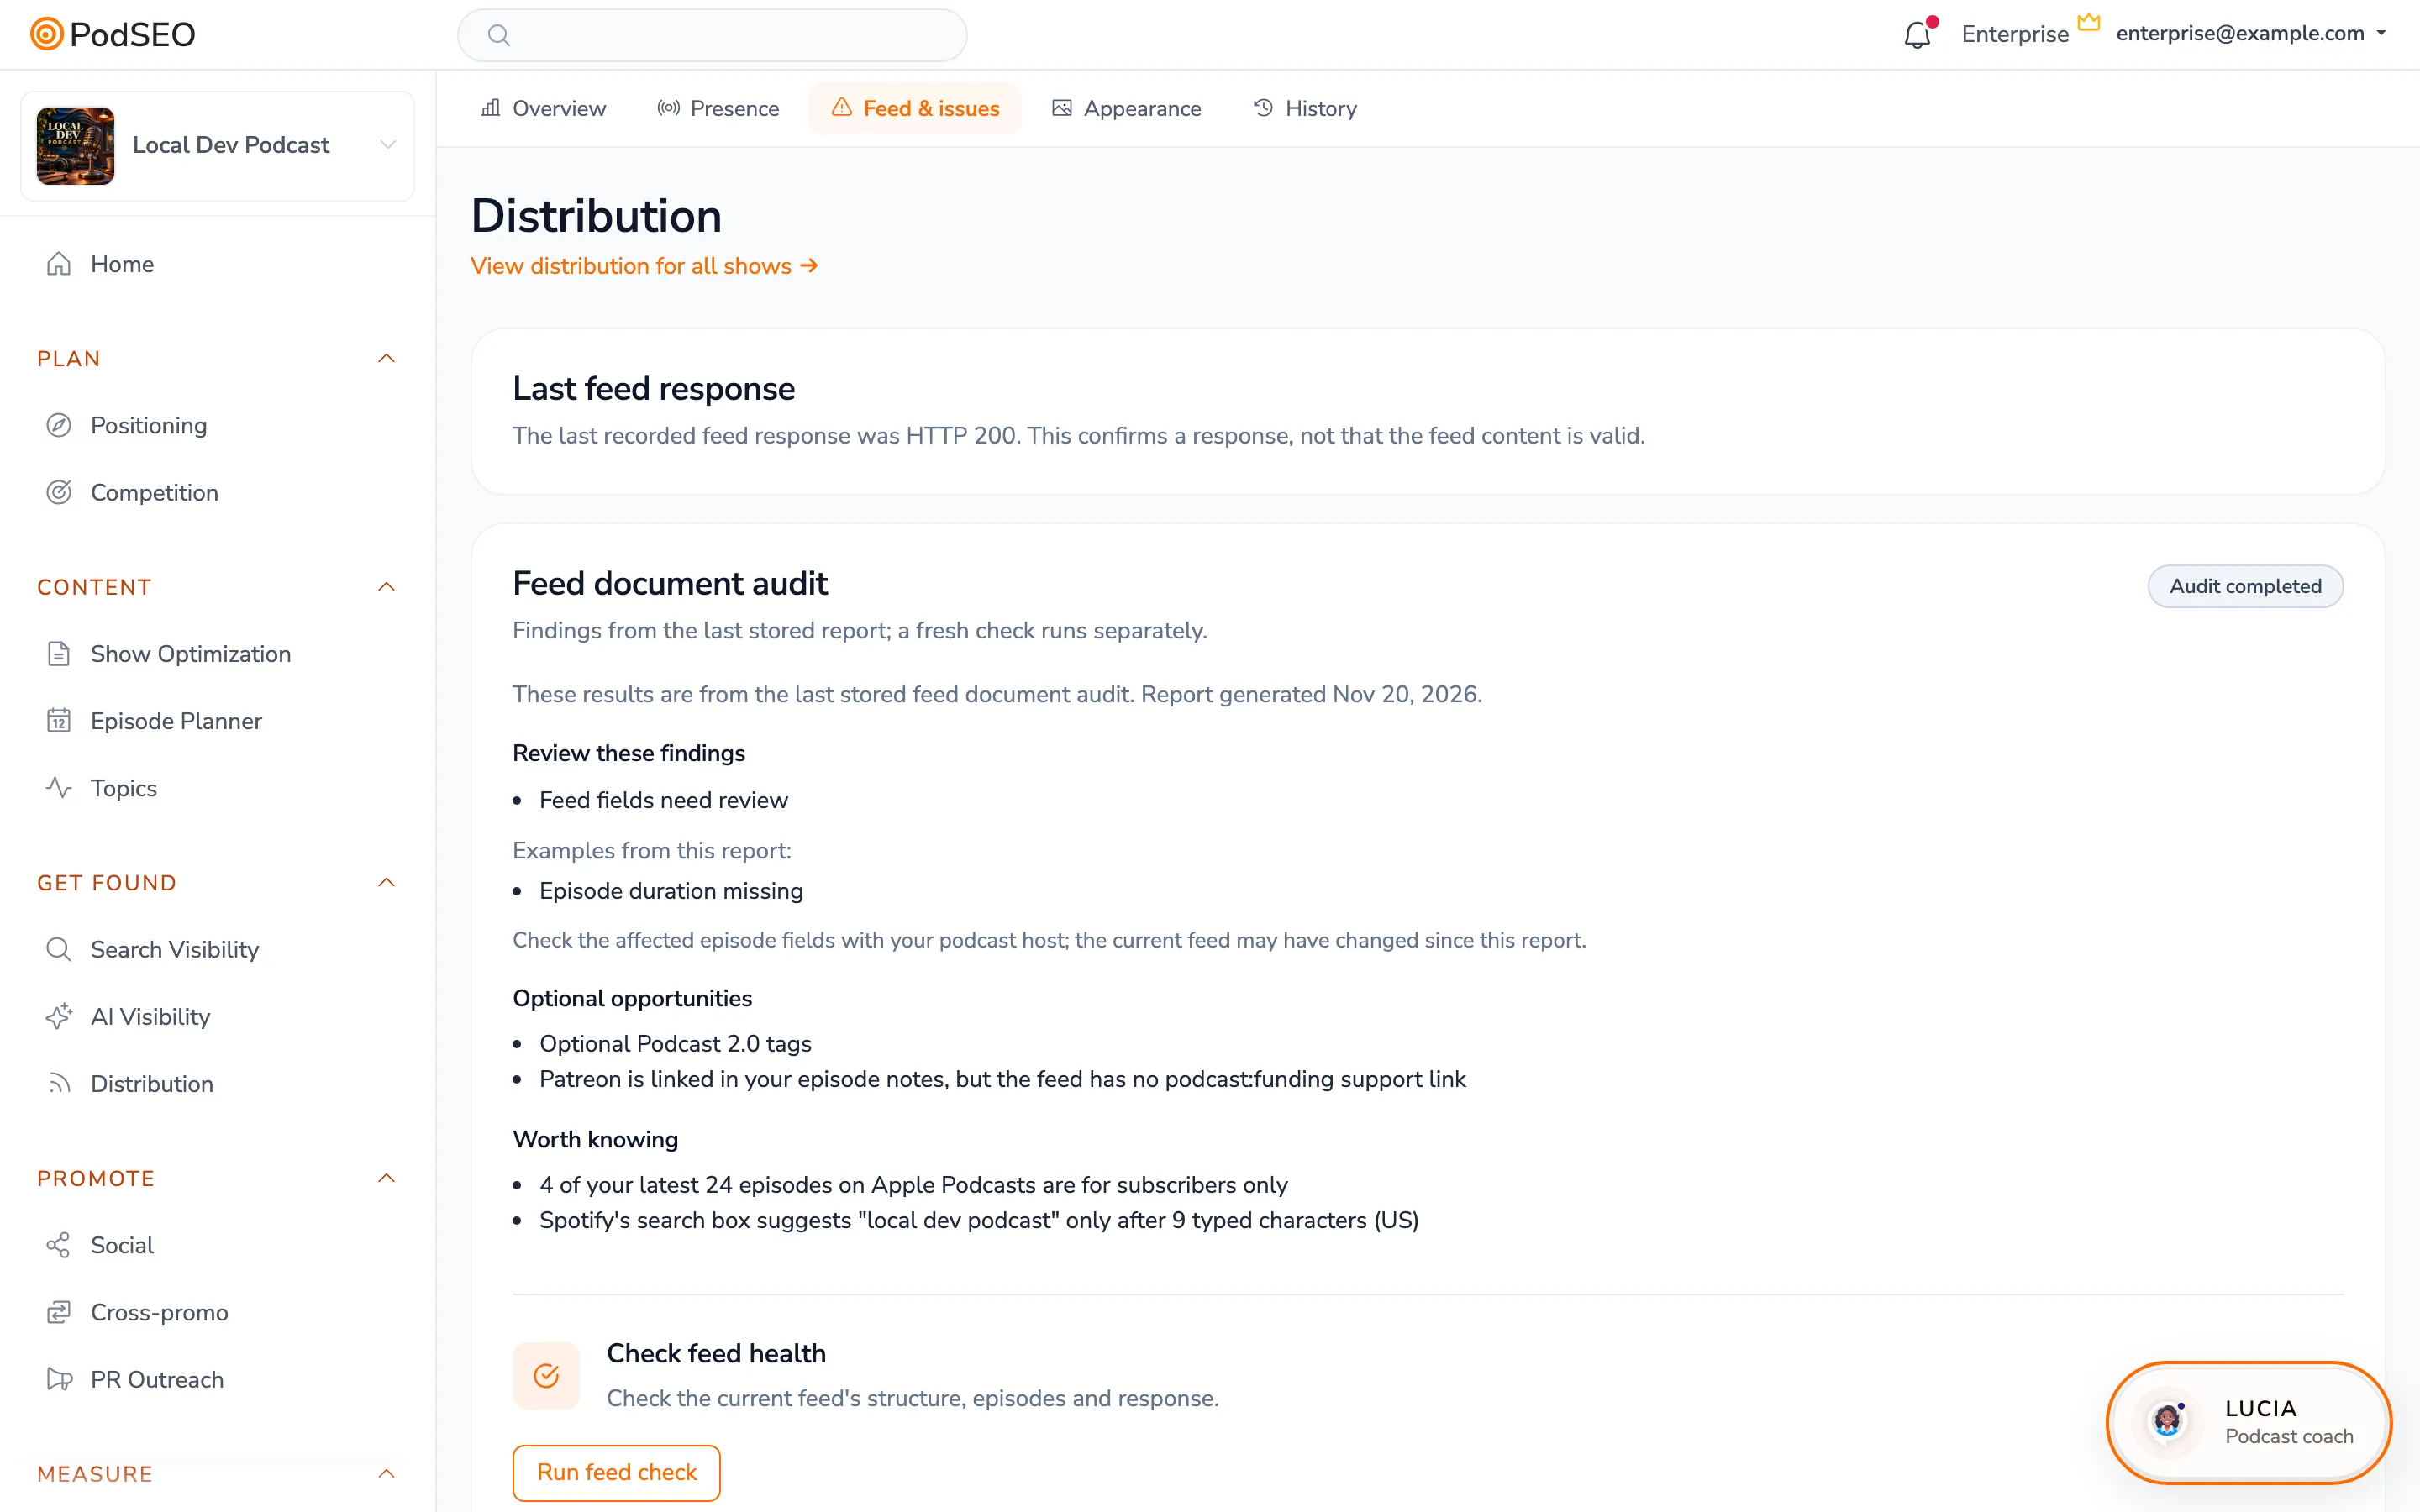 PodSEO
Enterprise
enterprise@example.com
LOCAL
DEV
PODCAST
Local Dev Podcast
Overview
Presence
Feed & issues
Appearance
History
Home
PLAN
Positioning
Competition
CONTENT
Show Optimization
12
Episode Planner
Topics
GET FOUND
Search Visibility
AI Visibility
Distribution
PROMOTE
Social
Cross-promo
PR Outreach
MEASURE
Distribution
View distribution for all shows →
Last feed response
The last recorded feed response was HTTP 200. This confirms a response, not that the feed content is valid.
Feed document audit
Audit completed
Findings from the last stored report; a fresh check runs separately.
These results are from the last stored feed document audit. Report generated Nov 20, 2026.
Review these findings
• Feed fields need review
Examples from this report:
• Episode duration missing
Check the affected episode fields with your podcast host; the current feed may have changed since this report.
Optional opportunities
• Optional Podcast 2.0 tags
• Patreon is linked in your episode notes, but the feed has no podcast:funding support link
Worth knowing
• 4 of your latest 24 episodes on Apple Podcasts are for subscribers only
• Spotify's search box suggests "local dev podcast" only after 9 typed characters (US)
Check feed health
Check the current feed's structure, episodes and response.
Run feed check
LUCIA
Podcast coach